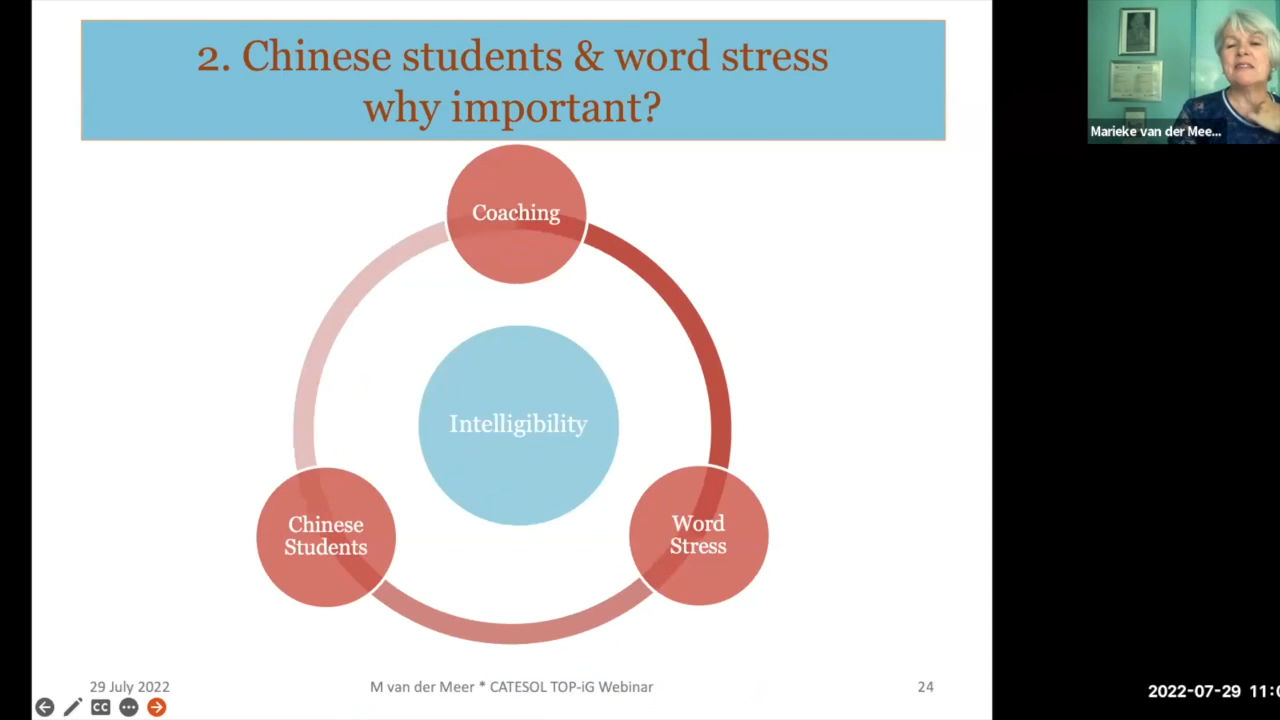 2. Chinese students & word stress
why important?
Coaching
Intelligibility
Chinese
Students
Word
Stress
29 July 2022
M van der Meer * CATESOL TOP-iG Webinar
24
CC
Marieke van der Mee...
2022-07-29 11:0